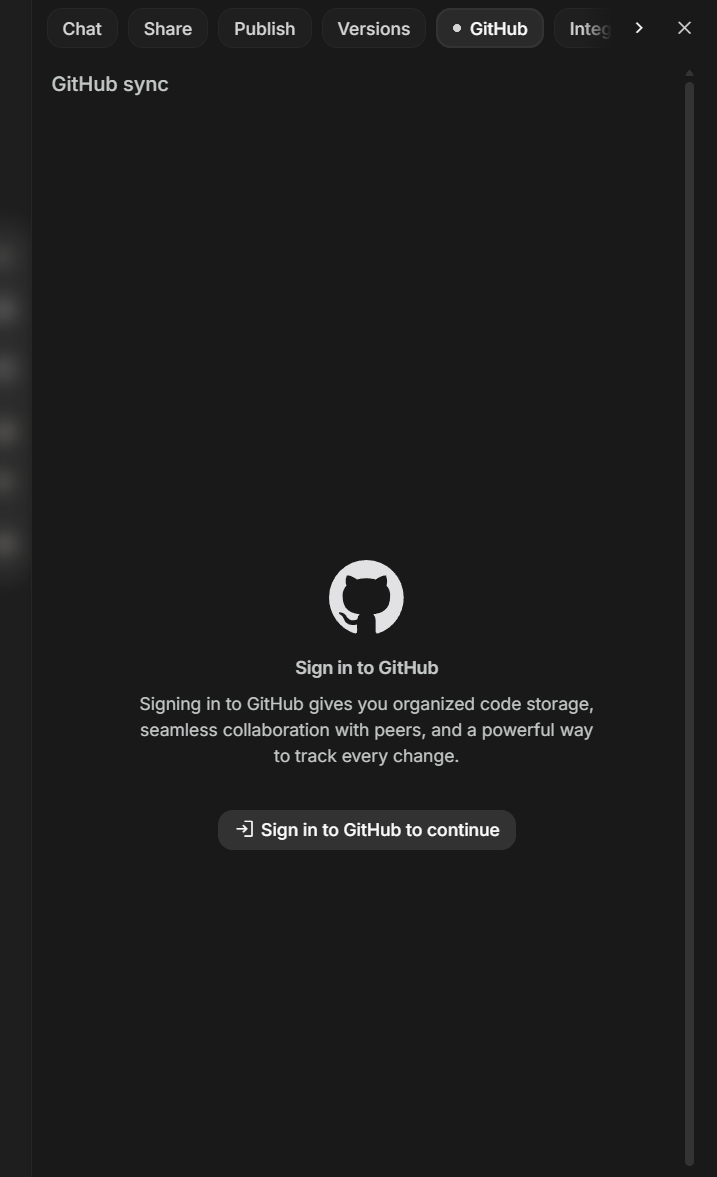 Chat
Share
Publish
Versions
GitHub
Integ
GitHub sync
Sign in to GitHub
Signing in to GitHub gives you organized code storage,
seamless collaboration with peers, and a powerful way
to track every change.
Sign in to GitHub to continue